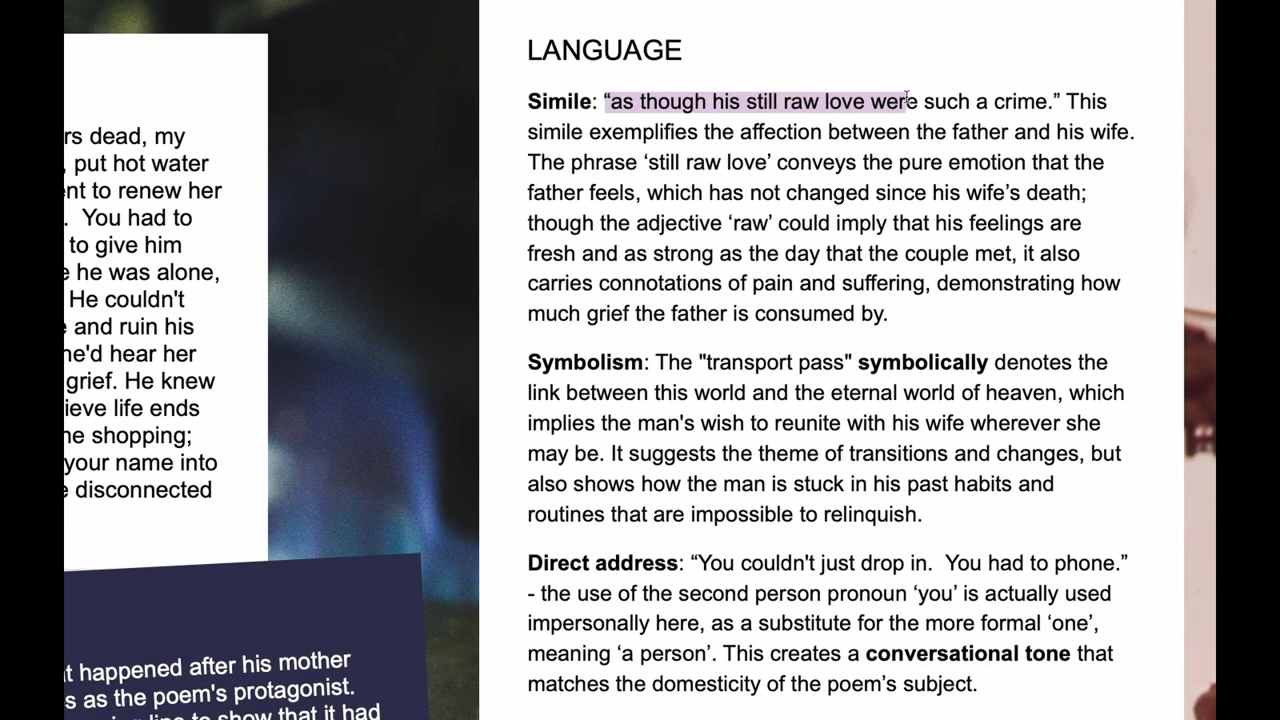 rs dead, my
, put hot water
nt to renew her
. You had to
to give him
e he was alone,
He couldn't
e and ruin his
he'd hear her
grief. He knew
ieve life ends
he shopping;
your name into
e disconnected
t happened after his mother
s as the poem's protagonist.
line to show that it had
LANGUAGE
Simile: “as though his still raw love were such a crime.” This
simile exemplifies the affection between the father and his wife.
The phrase ‘still raw love’ conveys the pure emotion that the
father feels, which has not changed since his wife’s death;
though the adjective ‘raw’ could imply that his feelings are
fresh and as strong as the day that the couple met, it also
carries connotations of pain and suffering, demonstrating how
much grief the father is consumed by.
Symbolism: The "transport pass" symbolically denotes the
link between this world and the eternal world of heaven, which
implies the man's wish to reunite with his wife wherever she
may be. It suggests the theme of transitions and changes, but
also shows how the man is stuck in his past habits and
routines that are impossible to relinquish.
Direct address: “You couldn't just drop in.  You had to phone.”
- the use of the second person pronoun ‘you’ is actually used
impersonally here, as a substitute for the more formal ‘one’,
meaning ‘a person’. This creates a conversational tone that
matches the domesticity of the poem’s subject.